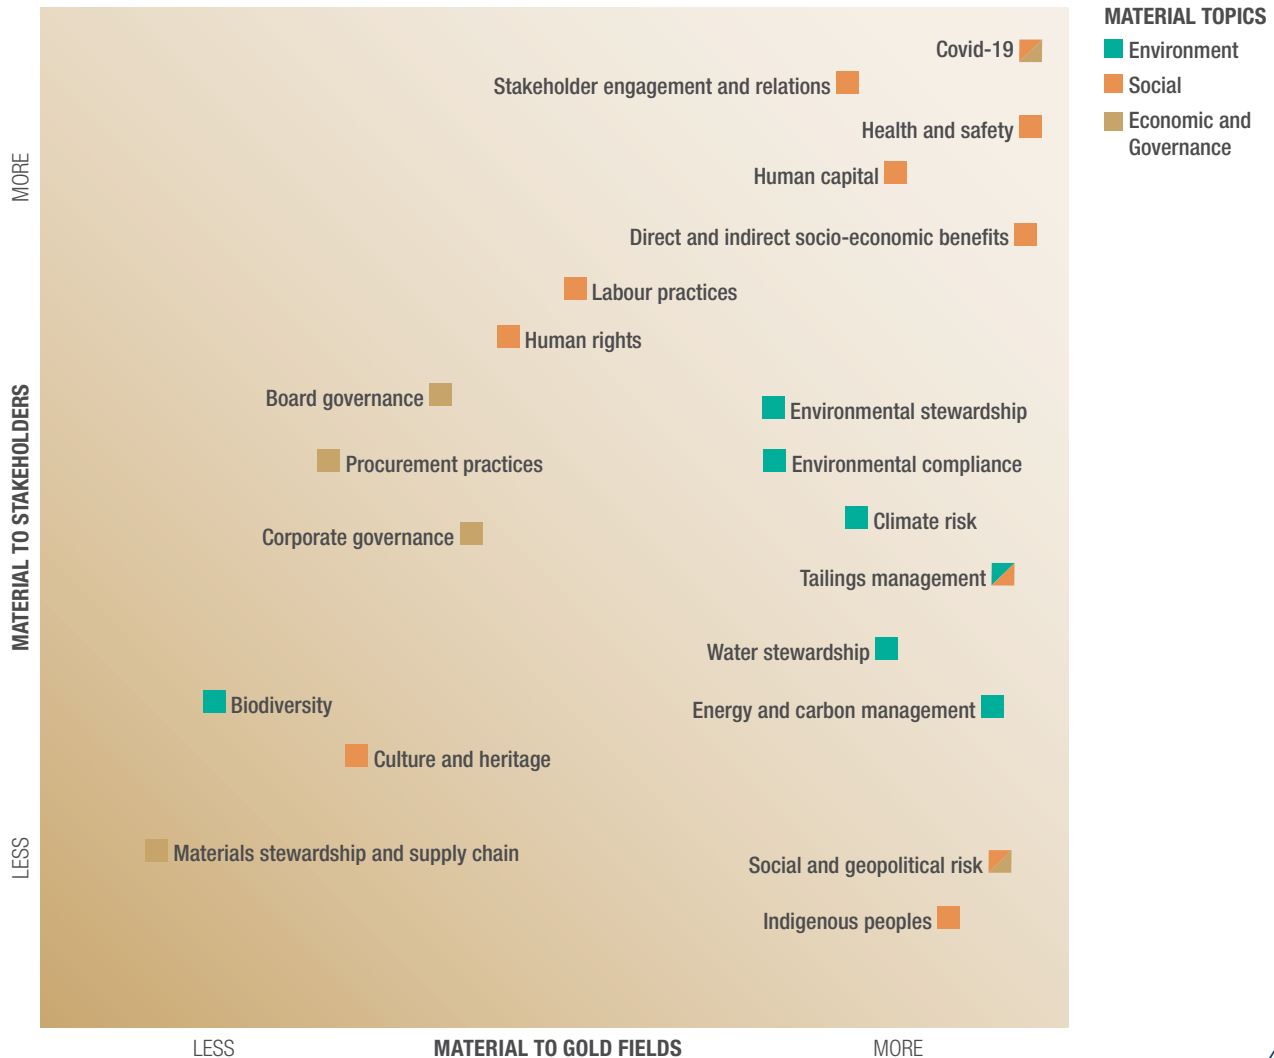 MATERIAL TOPICS
Environment
Social
Economic and
Governance
Covid-19
Stakeholder engagement and relations
Health and safety
Human capital
Direct and indirect socio-economic benefits
Labour practices
Human rights
Board governance
Environmental stewardship
Procurement practices
Environmental compliance
Climate risk
Corporate governance
Tailings management
Water stewardship
Biodiversity
Energy and carbon management
Culture and heritage
Materials stewardship and supply chain
Social and geopolitical risk
Indigenous peoples
MORE
MATERIAL TO STAKEHOLDERS
LESS
LESS
MATERIAL TO GOLD FIELDS
MORE